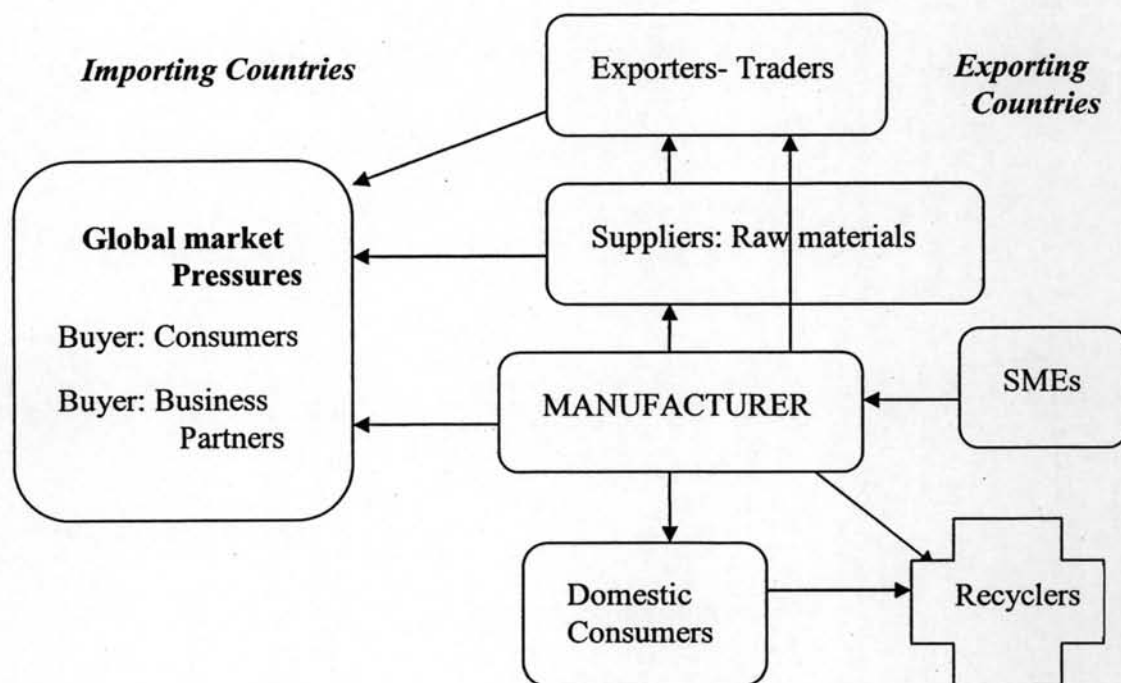 Importing Countries
Exporters- Traders
Exporting
Countries
Global market
Pressures
Buyer: Consumers
Buyer: Business
Partners
Suppliers: Raw materials
MANUFACTURER
SMEs
Domestic
Consumers
Recyclers